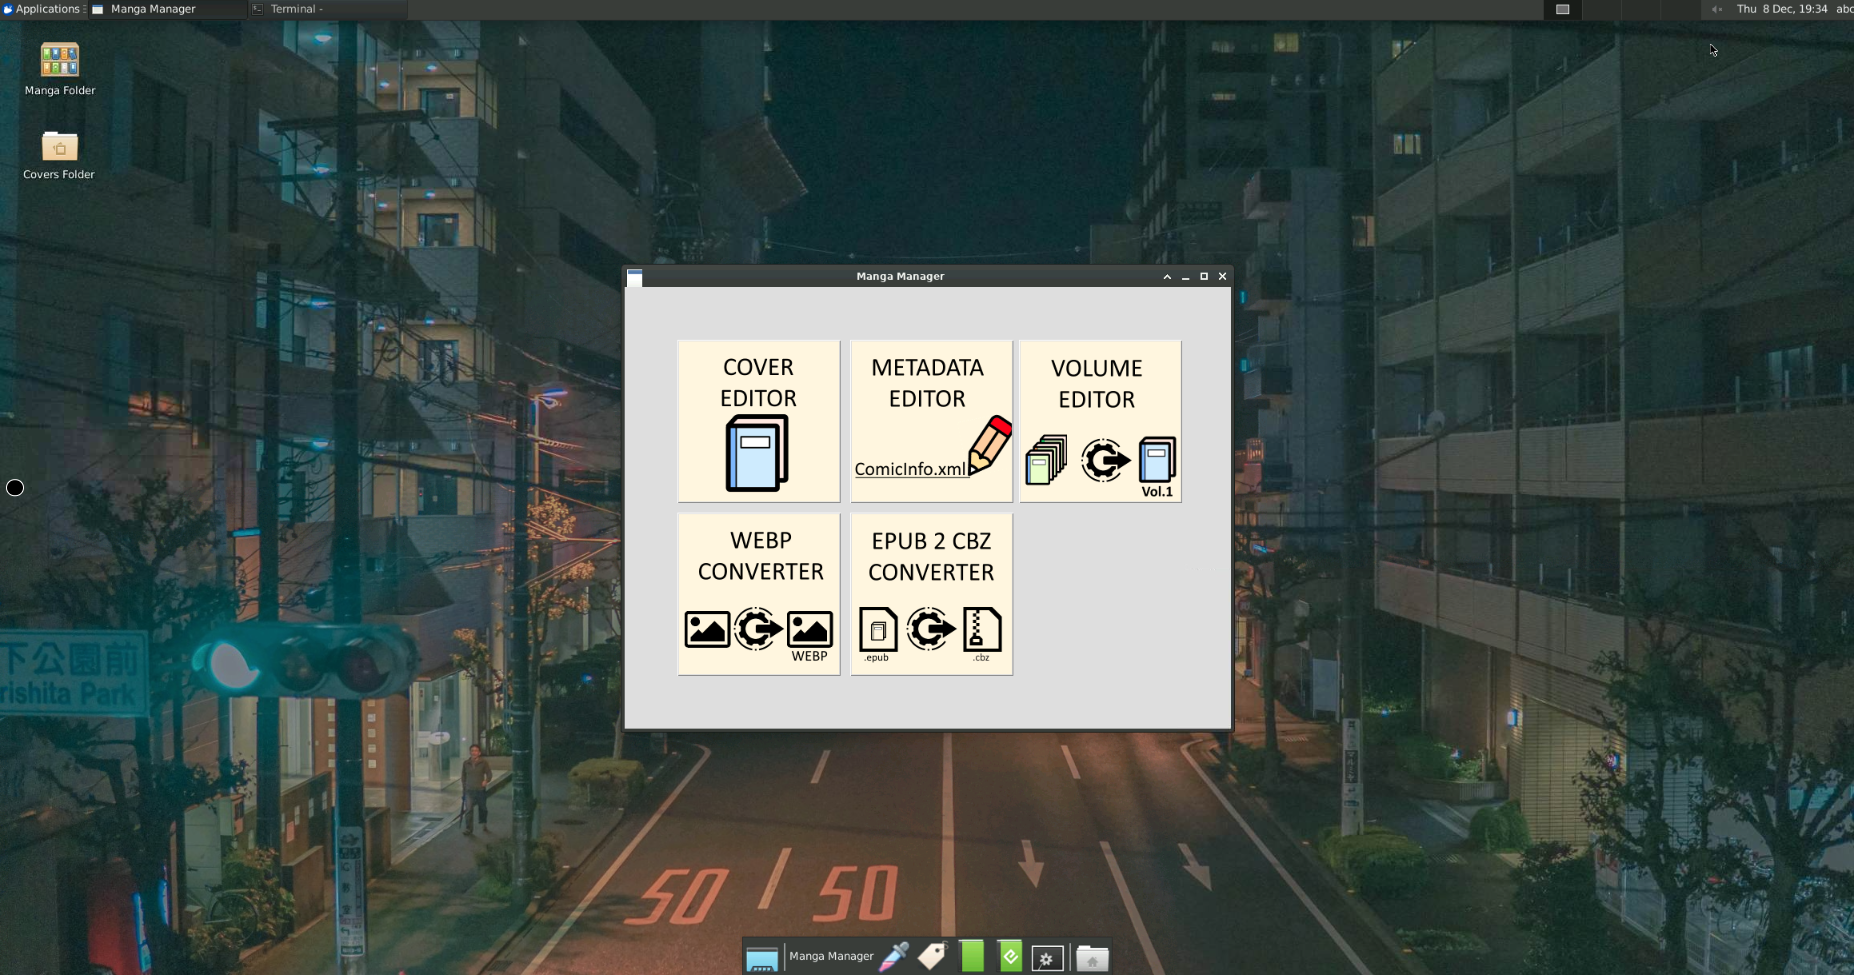 Applications
Manga Manager
Terminal -
Thu 8 Dec, 19:34
abc
Manga Folder
Covers Folder
Manga Manager
COVER
EDITOR
METADATA
EDITOR
ComicInfo.xml
VOLUME
EDITOR
Vol.1
WEBP
CONVERTER
WEBP
EPUB 2 CBZ
CONVERTER
.epub
.cbz
下公園前
rishita Park
50 50
Manga Manager